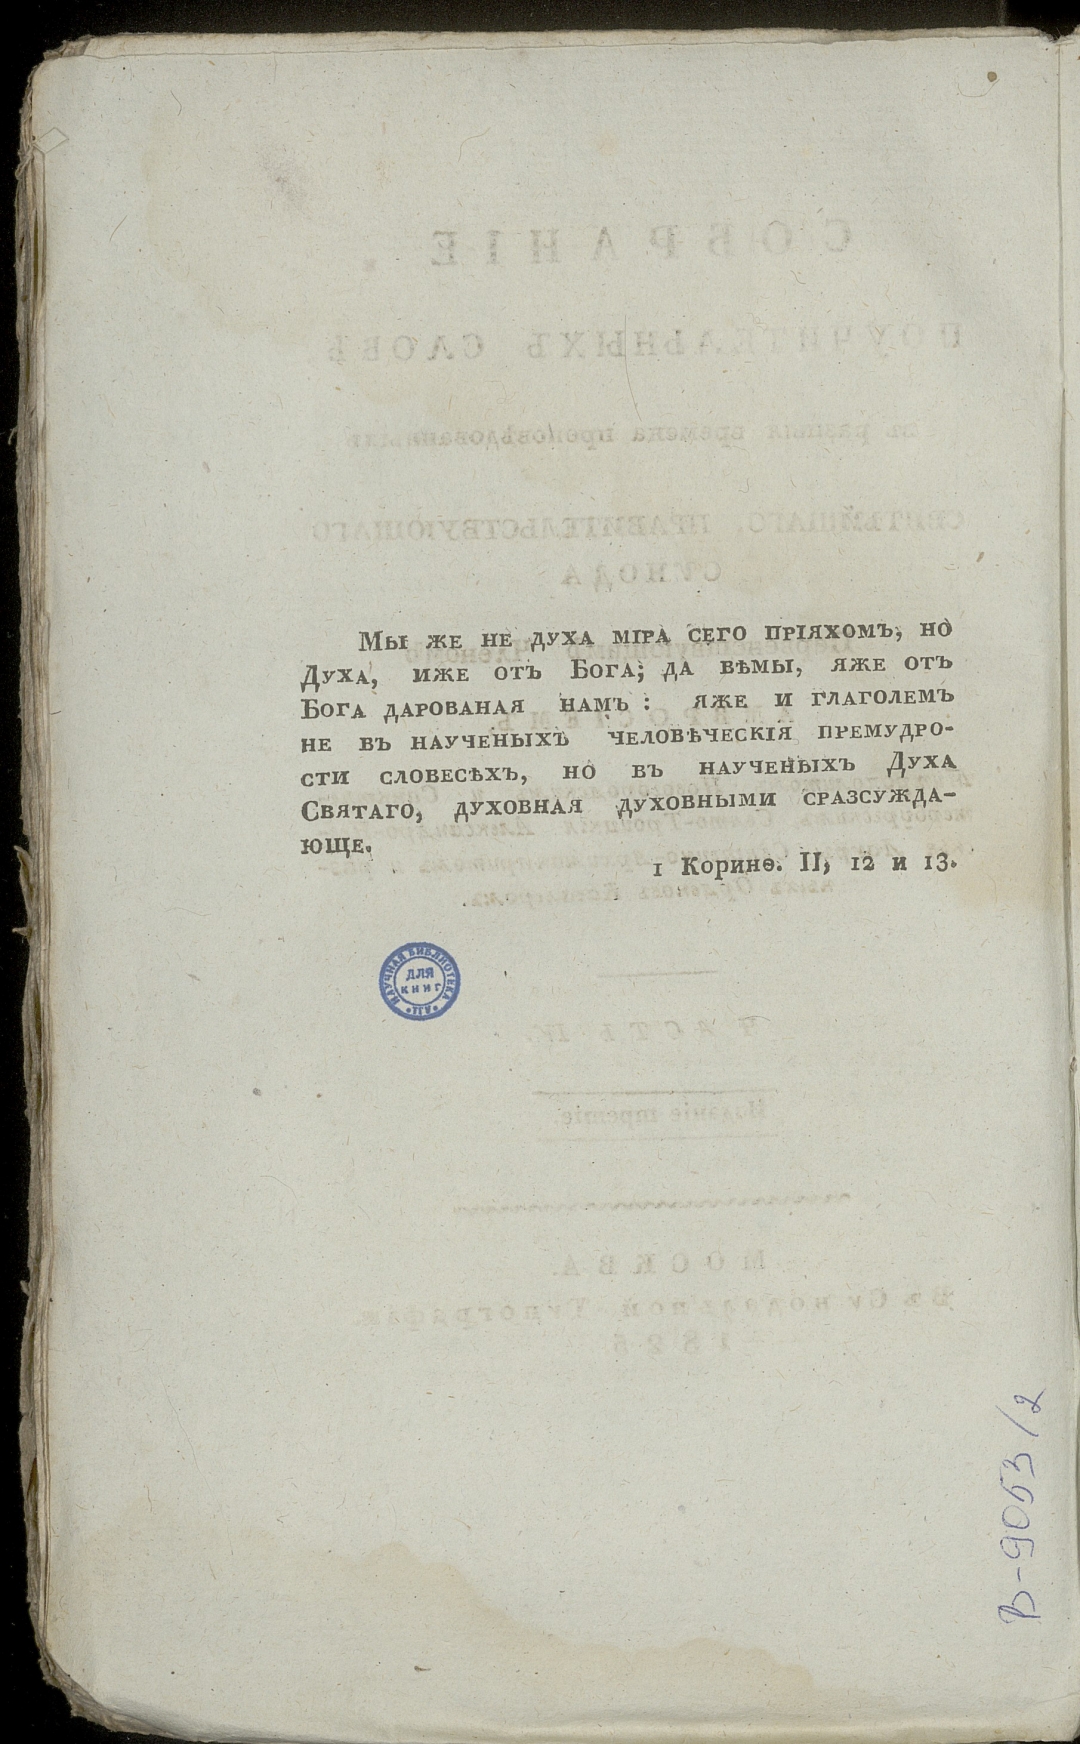 Мы же не духа міра сего пріяхомъ, но
Духа, иже отъ Бога; да вѣмы, яже отъ
Бога дарованая намъ: яже и глаголемъ
не въ наученыхъ человѣческія премудро-
сти словесѣхъ, но въ наученыхъ Духа
Святаго, духовная духовными сразсужда-
юще.
1 Коринѳ. II, 12 и 13.
НАУЧНАЯ БИБЛИОТЕКА
ДЛЯ
КНИГ
В-9053/2